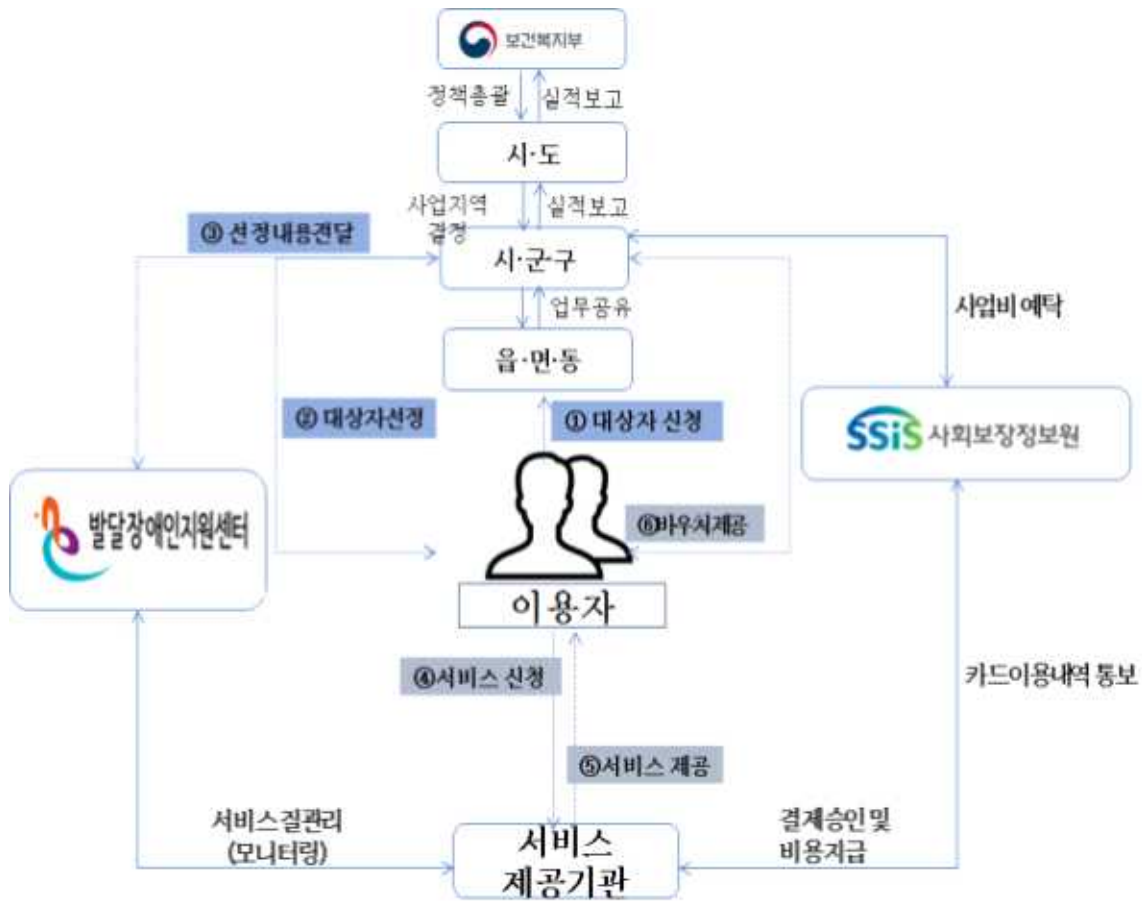 보건복지부
정책총괄
실적보고
시·도
사업지역
결정
실적보고
③ 선정내용전달
시·군·구
업무공유
사업비 예탁
읍·면·동
② 대상자선정
① 대상자 신청
SSiS 사회보장정보원
발달장애인지원센터
⑥바우처제공
이용자
④서비스 신청
카드이용내역 통보
⑤서비스 제공
서비스질관리
(모니터링)
결제승인 및
비용지급
서비스
제공기관